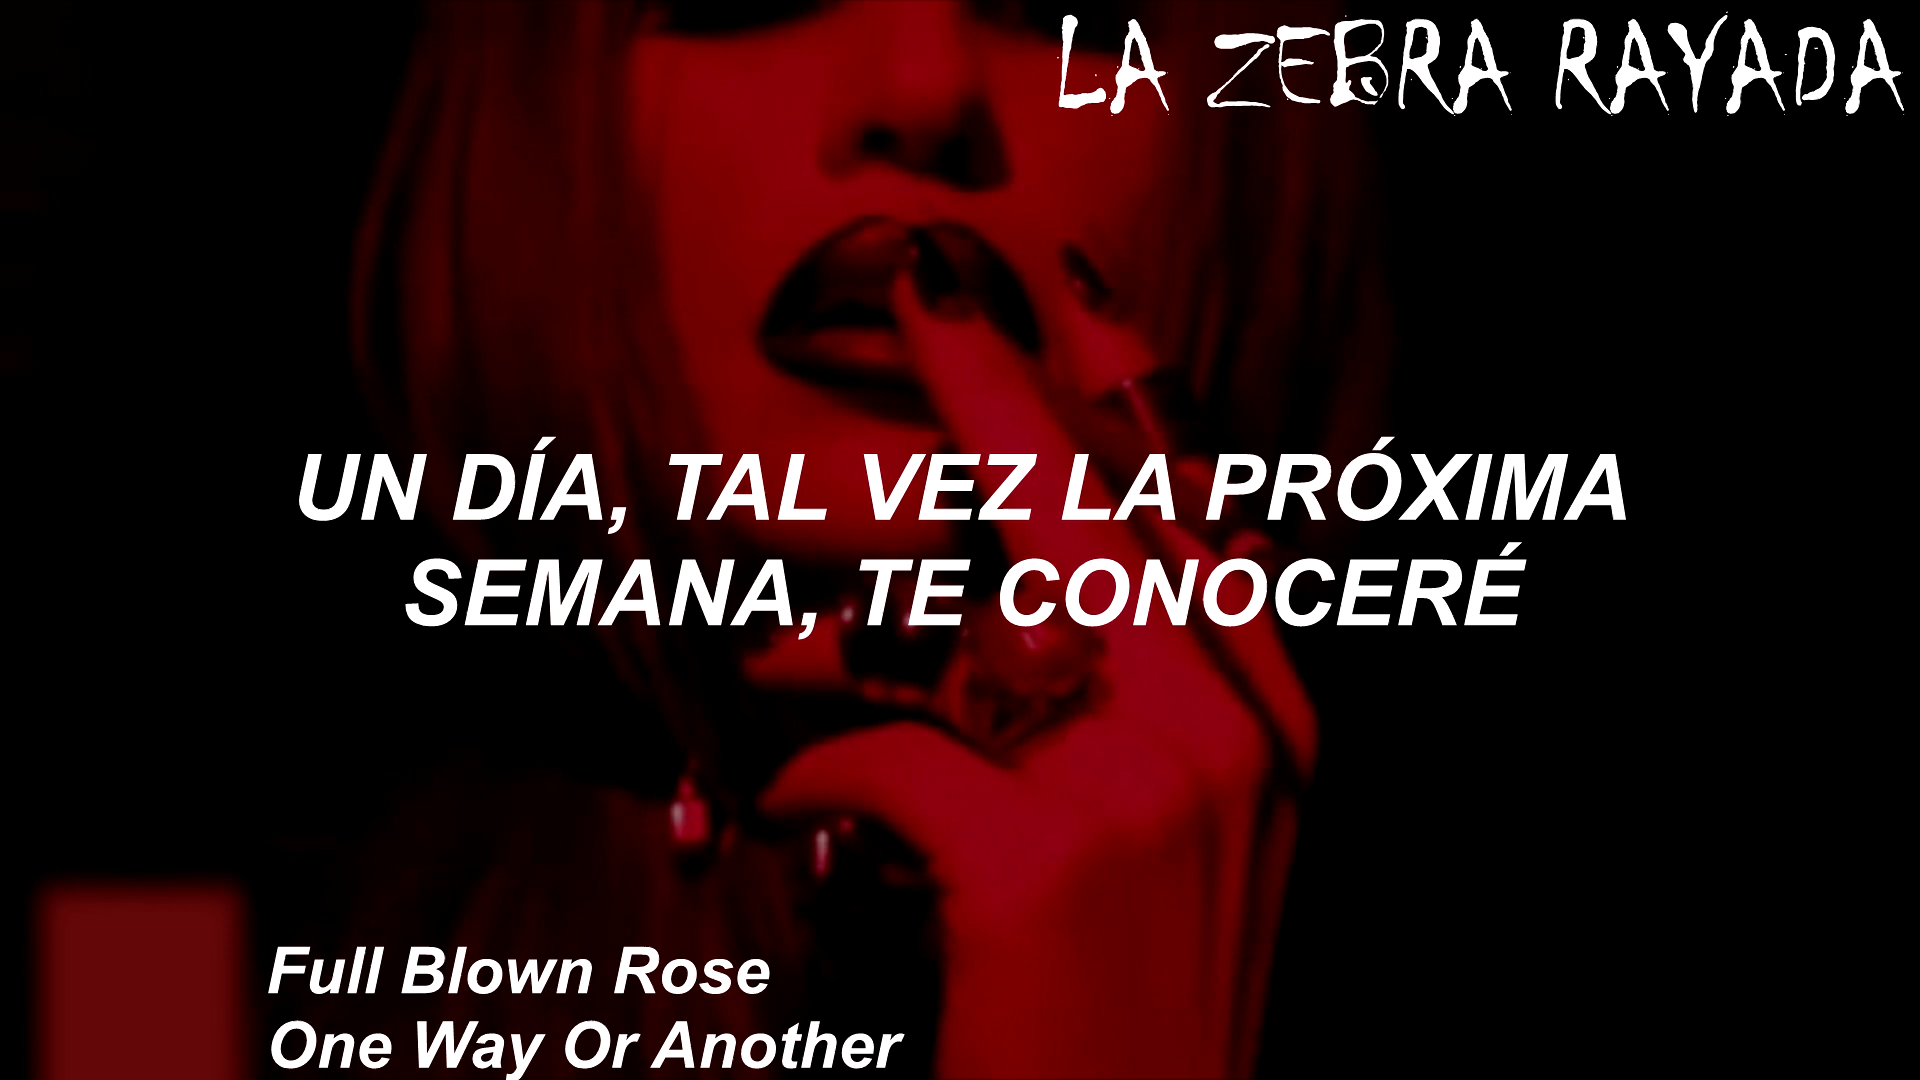 LA ZEBRA RAYADA
UN DÍA, TAL VEZ LA PRÓXIMA
SEMANA, TE CONOCERÉ
Full Blown Rose
One Way Or Another